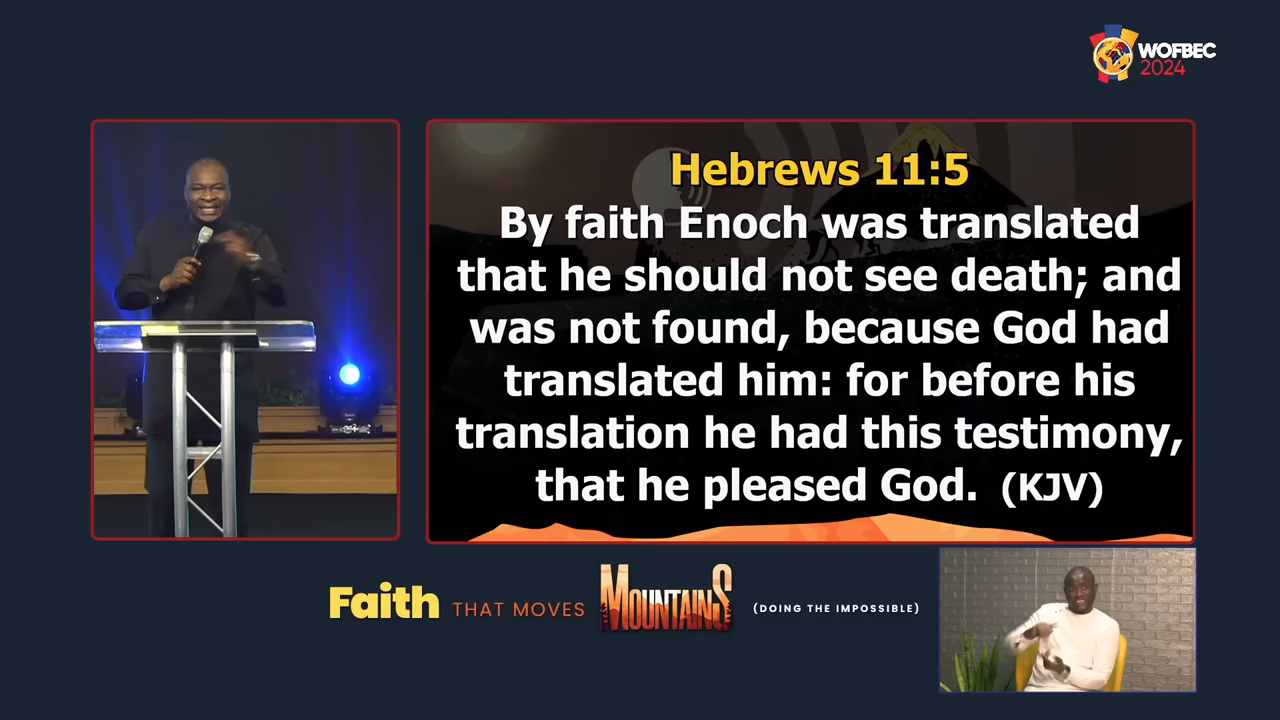 WOFBEC
2024
Hebrews 11:5
By faith Enoch was translated
that he should not see death; and
was not found, because God had
translated him: for before his
translation he had this testimony,
that he pleased God. (KJV)
Faith THAT MOVES MOUNTAINS (DOING THE IMPOSSIBLE)